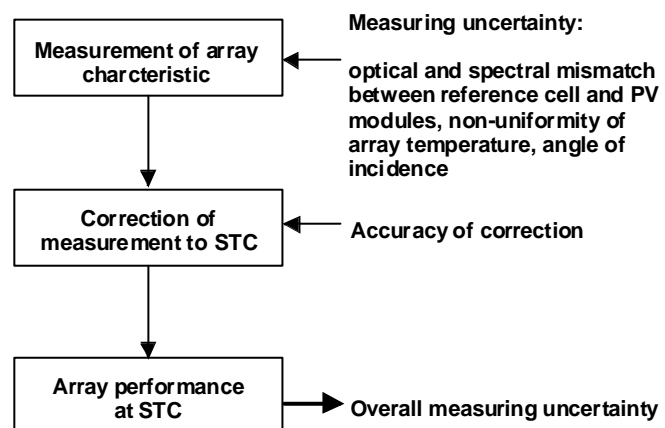 Measurement of array
charcteristic
Measuring uncertainty:
optical and spectral mismatch
between reference cell and PV
modules, non-uniformity of
array temperature, angle of
incidence
Correction of
measurement to STC
Accuracy of correction
Array performance
at STC
Overall measuring uncertainty